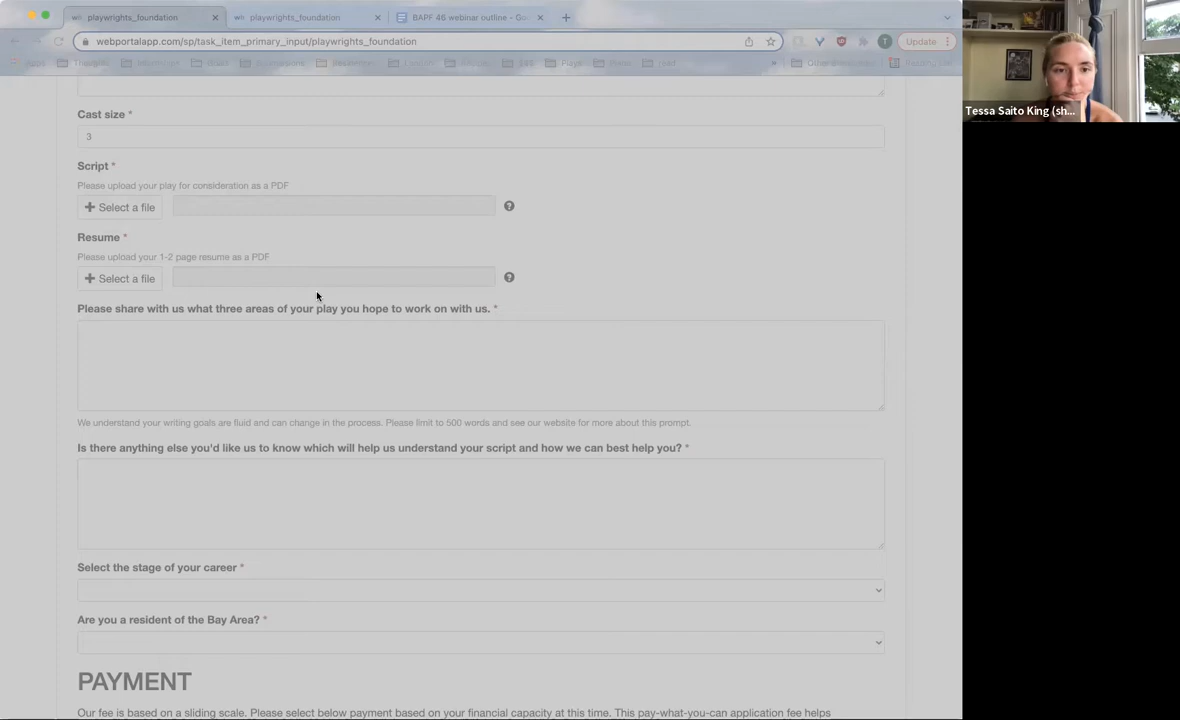 playwrights_foundation
playwrights_foundation
BAPF 46 webinar outline - Goo
webportalapp.com/sp/task_item_primary_input/playwrights_foundation
T
Update
Tessa Saito King (sh...
Cast size *
3
Script *
Please upload your play for consideration as a PDF
Select a file
Resume *
Please upload your 1-2 page resume as a PDF
Select a file
Please share with us what three areas of your play you hope to work on with us. *
We understand your writing goals are fluid and can change in the process. Please limit to 500 words and see our website for more about this prompt.
Is there anything else you'd like us to know which will help us understand your script and how we can best help you? *
Select the stage of your career *
Are you a resident of the Bay Area? *
PAYMENT
Our fee is based on a sliding scale. Please select below payment based on your financial capacity at this time. This pay-what-you-can application fee helps